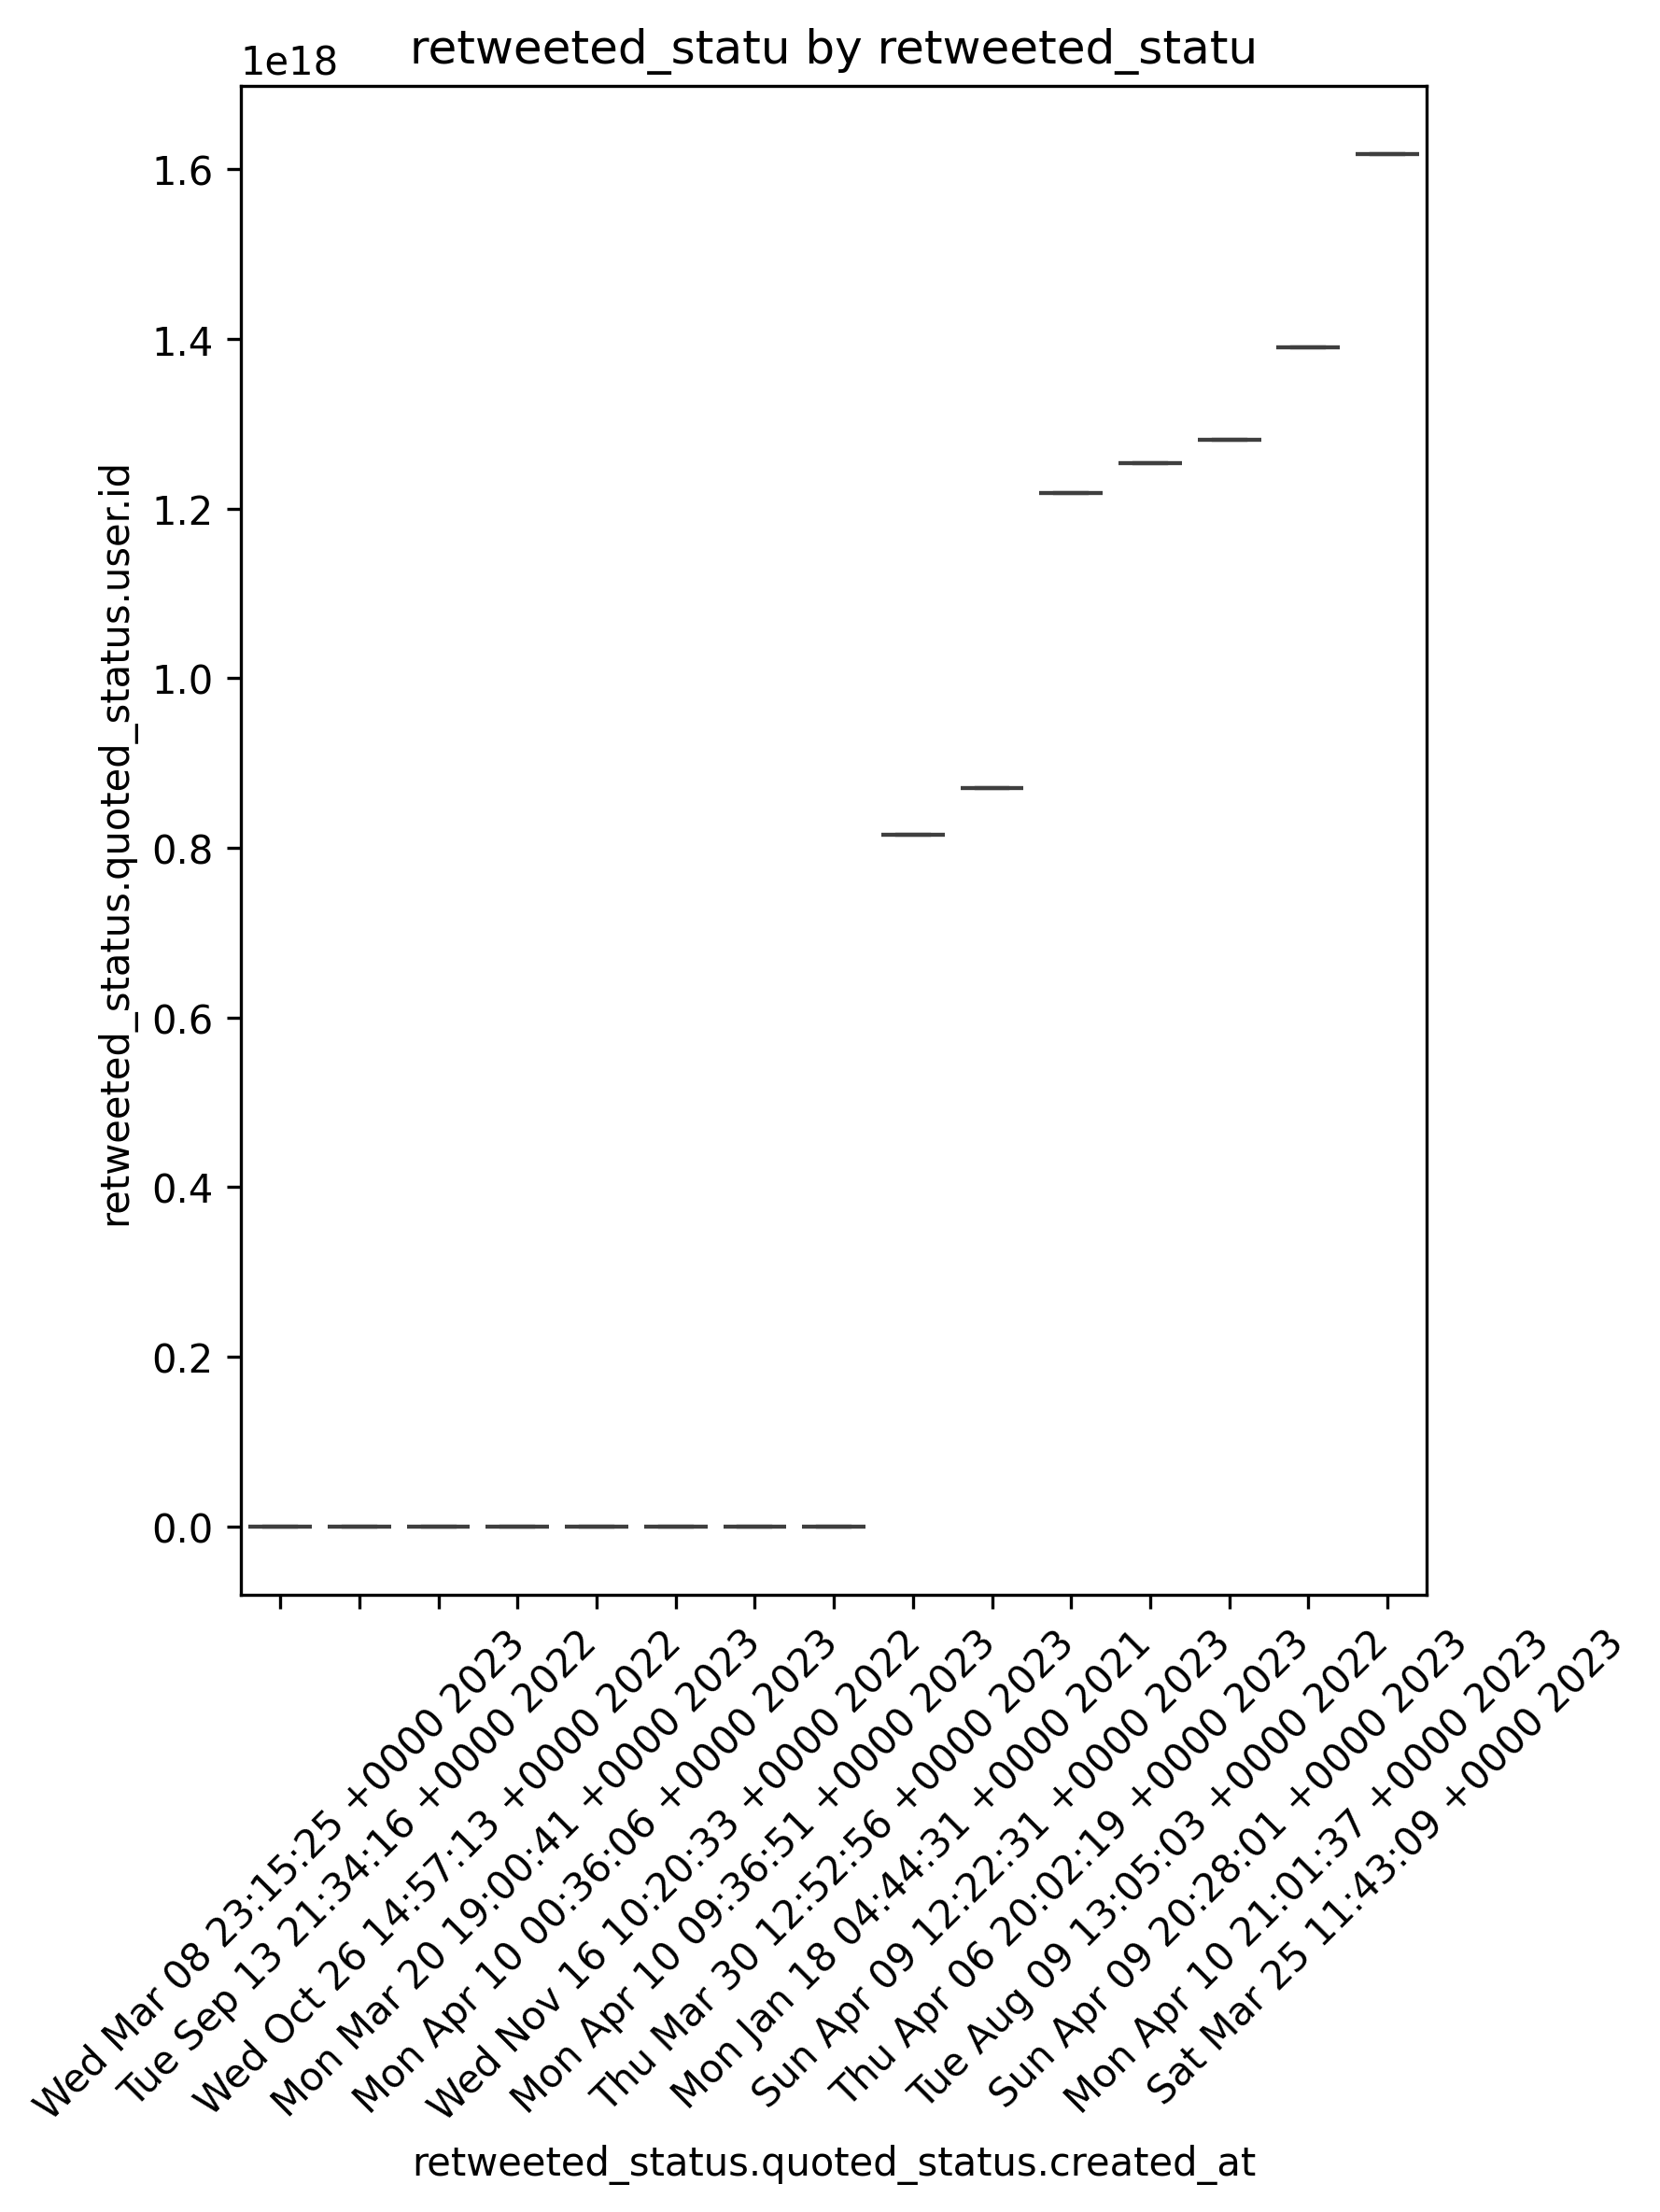 retweeted_statu by retweeted_statu
1e18
1.6
1.4
1.2
1.0
0.8
0.6
0.4
0.2
0.0
retweeted_status.quoted_status.user.id
Wed Mar 08 23:15:25 +0000 2023
Tue Sep 13 21:34:16 +0000 2022
Wed Oct 26 14:57:13 +0000 2022
Mon Mar 20 19:00:41 +0000 2023
Mon Apr 10 00:36:06 +0000 2023
Wed Nov 16 10:20:33 +0000 2022
Mon Apr 10 09:36:51 +0000 2023
Thu Mar 30 12:52:56 +0000 2023
Mon Jan 18 04:44:31 +0000 2021
Sun Apr 09 12:22:31 +0000 2023
Thu Apr 06 20:02:19 +0000 2023
Tue Aug 09 13:05:03 +0000 2022
Sun Apr 09 20:28:01 +0000 2023
Mon Apr 10 21:01:37 +0000 2023
Sat Mar 25 11:43:09 +0000 2023
retweeted_status.quoted_status.created_at